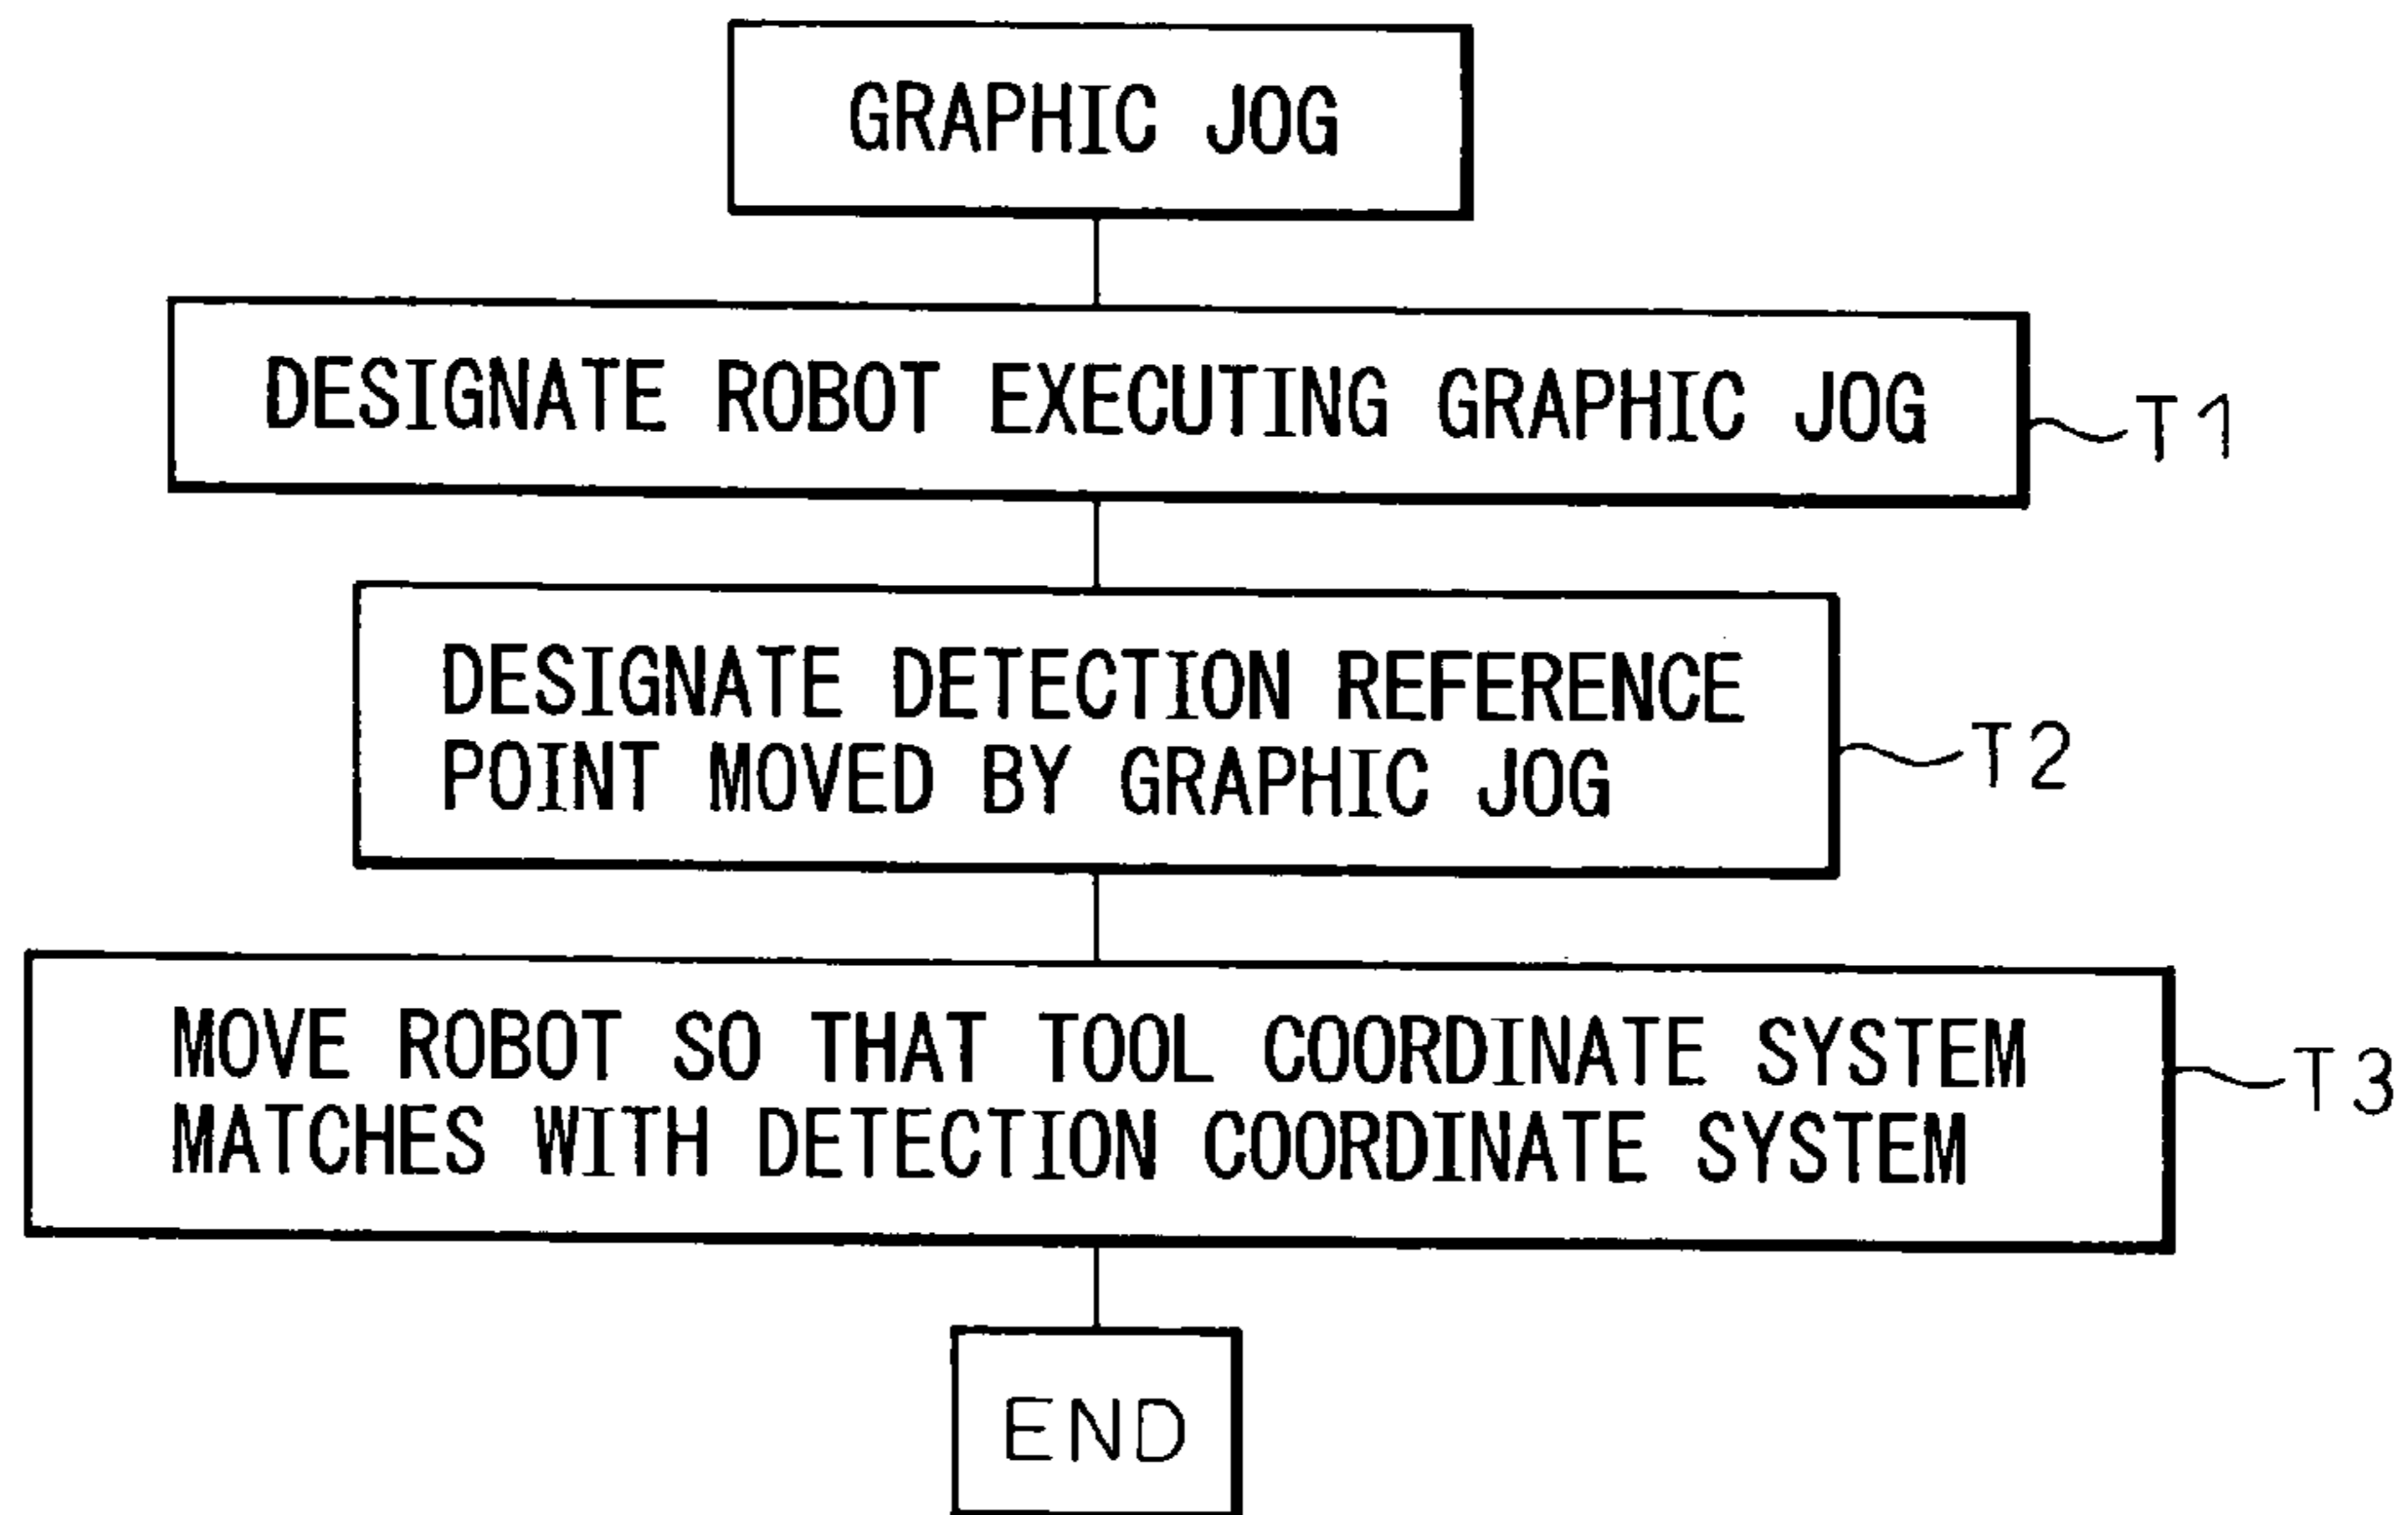 GRAPHIC JOG
DESIGNATE ROBOT EXECUTING GRAPHIC JOG
T1
DESIGNATE DETECTION REFERENCE
POINT MOVED BY GRAPHIC JOG
T2
MOVE ROBOT SO THAT TOOL COORDINATE SYSTEM
MATCHES WITH DETECTION COORDINATE SYSTEM
T3
END